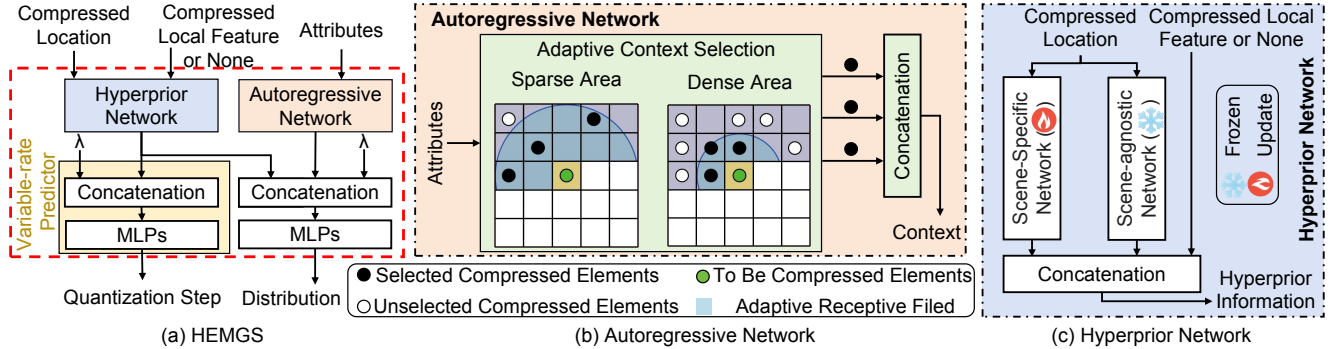 Compressed
Location
Compressed
Local Feature
or None
Attributes
Hyperprior
Network
Autoregressive
Network
λ
λ
Variable-rate
Predictor
Concatenation
Concatenation
MLPs
MLPs
Quantization Step
Distribution
(a) HEMGS
Autoregressive Network
Adaptive Context Selection
Sparse Area
Dense Area
Attributes
Concatenation
Context
Selected Compressed Elements
To Be Compressed Elements
Unselected Compressed Elements
Adaptive Receptive Filed
(b) Autoregressive Network
Compressed
Location
Compressed Local
Feature or None
Scene-Specific
Network ( )
Scene-agnostic
Network ( )
Frozen
Update
Hyperprior Network
Concatenation
Hyperprior
Information
(c) Hyperprior Network